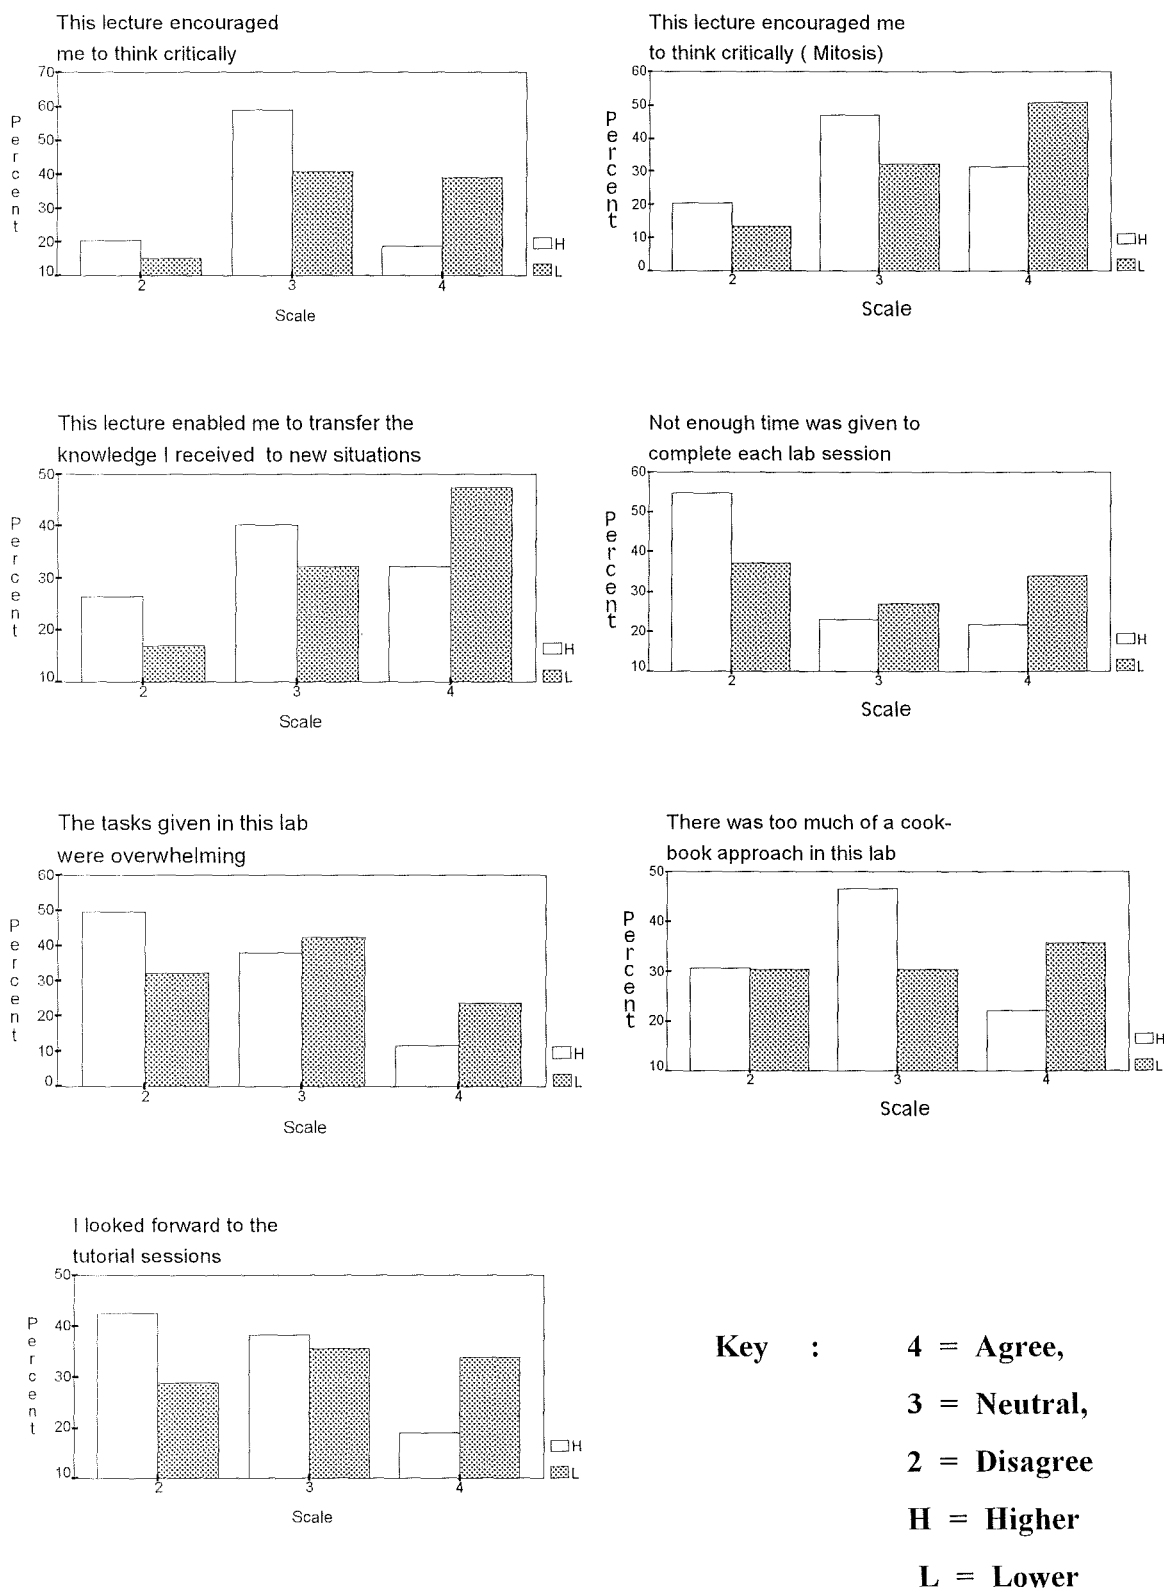 This lecture encouraged
me to think critically
70
60
50
40
30
20
10
Percent
2
3
4
Scale
H
L
This lecture encouraged me
to think critically ( Mitosis)
60
50
40
30
20
10
0
Percent
2
3
4
Scale
H
L
This lecture enabled me to transfer the
knowledge I received to new situations
50
40
30
20
10
Percent
2
3
4
Scale
H
L
Not enough time was given to
complete each lab session
60
50
40
30
20
10
Percent
2
3
4
Scale
H
L
The tasks given in this lab
were overwhelming
60
50
40
30
20
10
0
Percent
2
3
4
Scale
H
L
There was too much of a cook-
book approach in this lab
50
40
30
20
10
Percent
2
3
4
Scale
H
L
I looked forward to the
tutorial sessions
50
40
30
20
10
Percent
2
3
4
Scale
H
L
Key : 4 = Agree,
3 = Neutral,
2 = Disagree
H = Higher
L = Lower